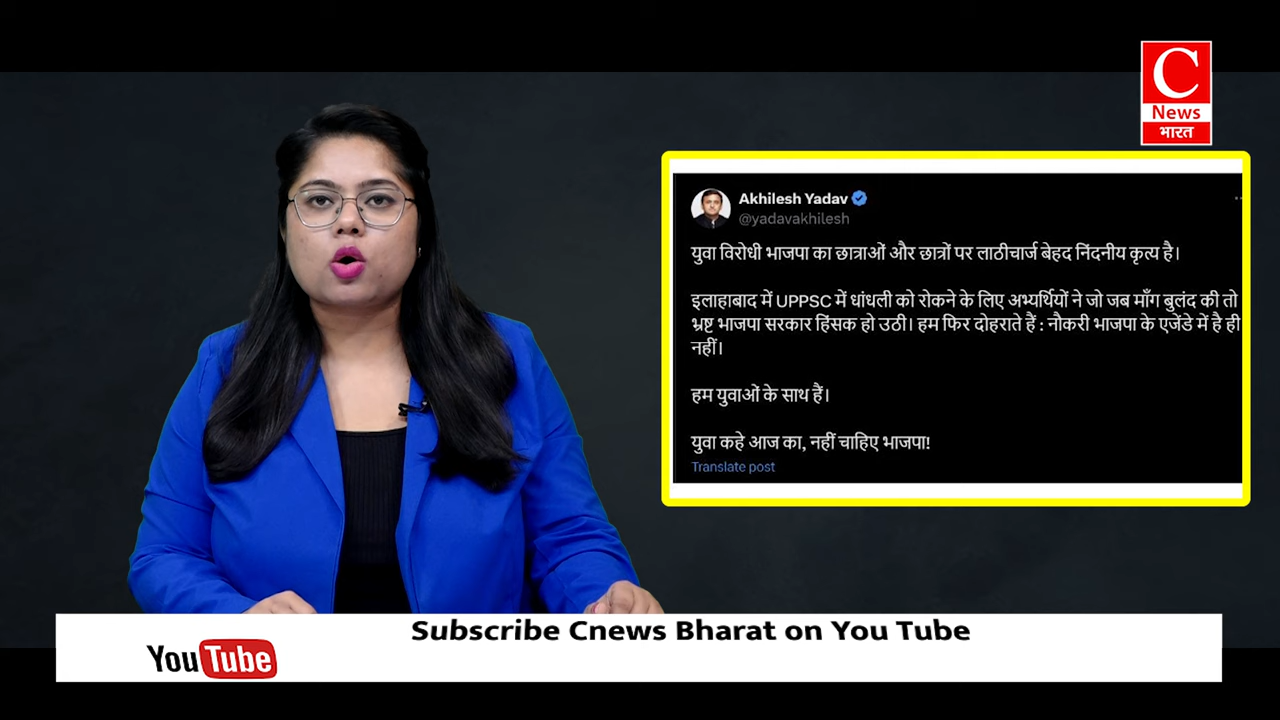 C
News
भारत
Akhilesh Yadav
@yadavakhilesh
युवा विरोधी भाजपा का छात्राओं और छात्रों पर लाठीचार्ज बेहद निंदनीय कृत्य है।
इलाहाबाद में UPPSC में धांधली को रोकने के लिए अभ्यर्थियों ने जो जब माँग बुलंद की तो
भ्रष्ट भाजपा सरकार हिंसक हो उठी। हम फिर दोहराते हैं : नौकरी भाजपा के एजेंडे में है ही
नहीं।
हम युवाओं के साथ हैं।
युवा कहे आज का, नहीं चाहिए भाजपा!
Translate post
Subscribe Cnews Bharat on You Tube
YouTube